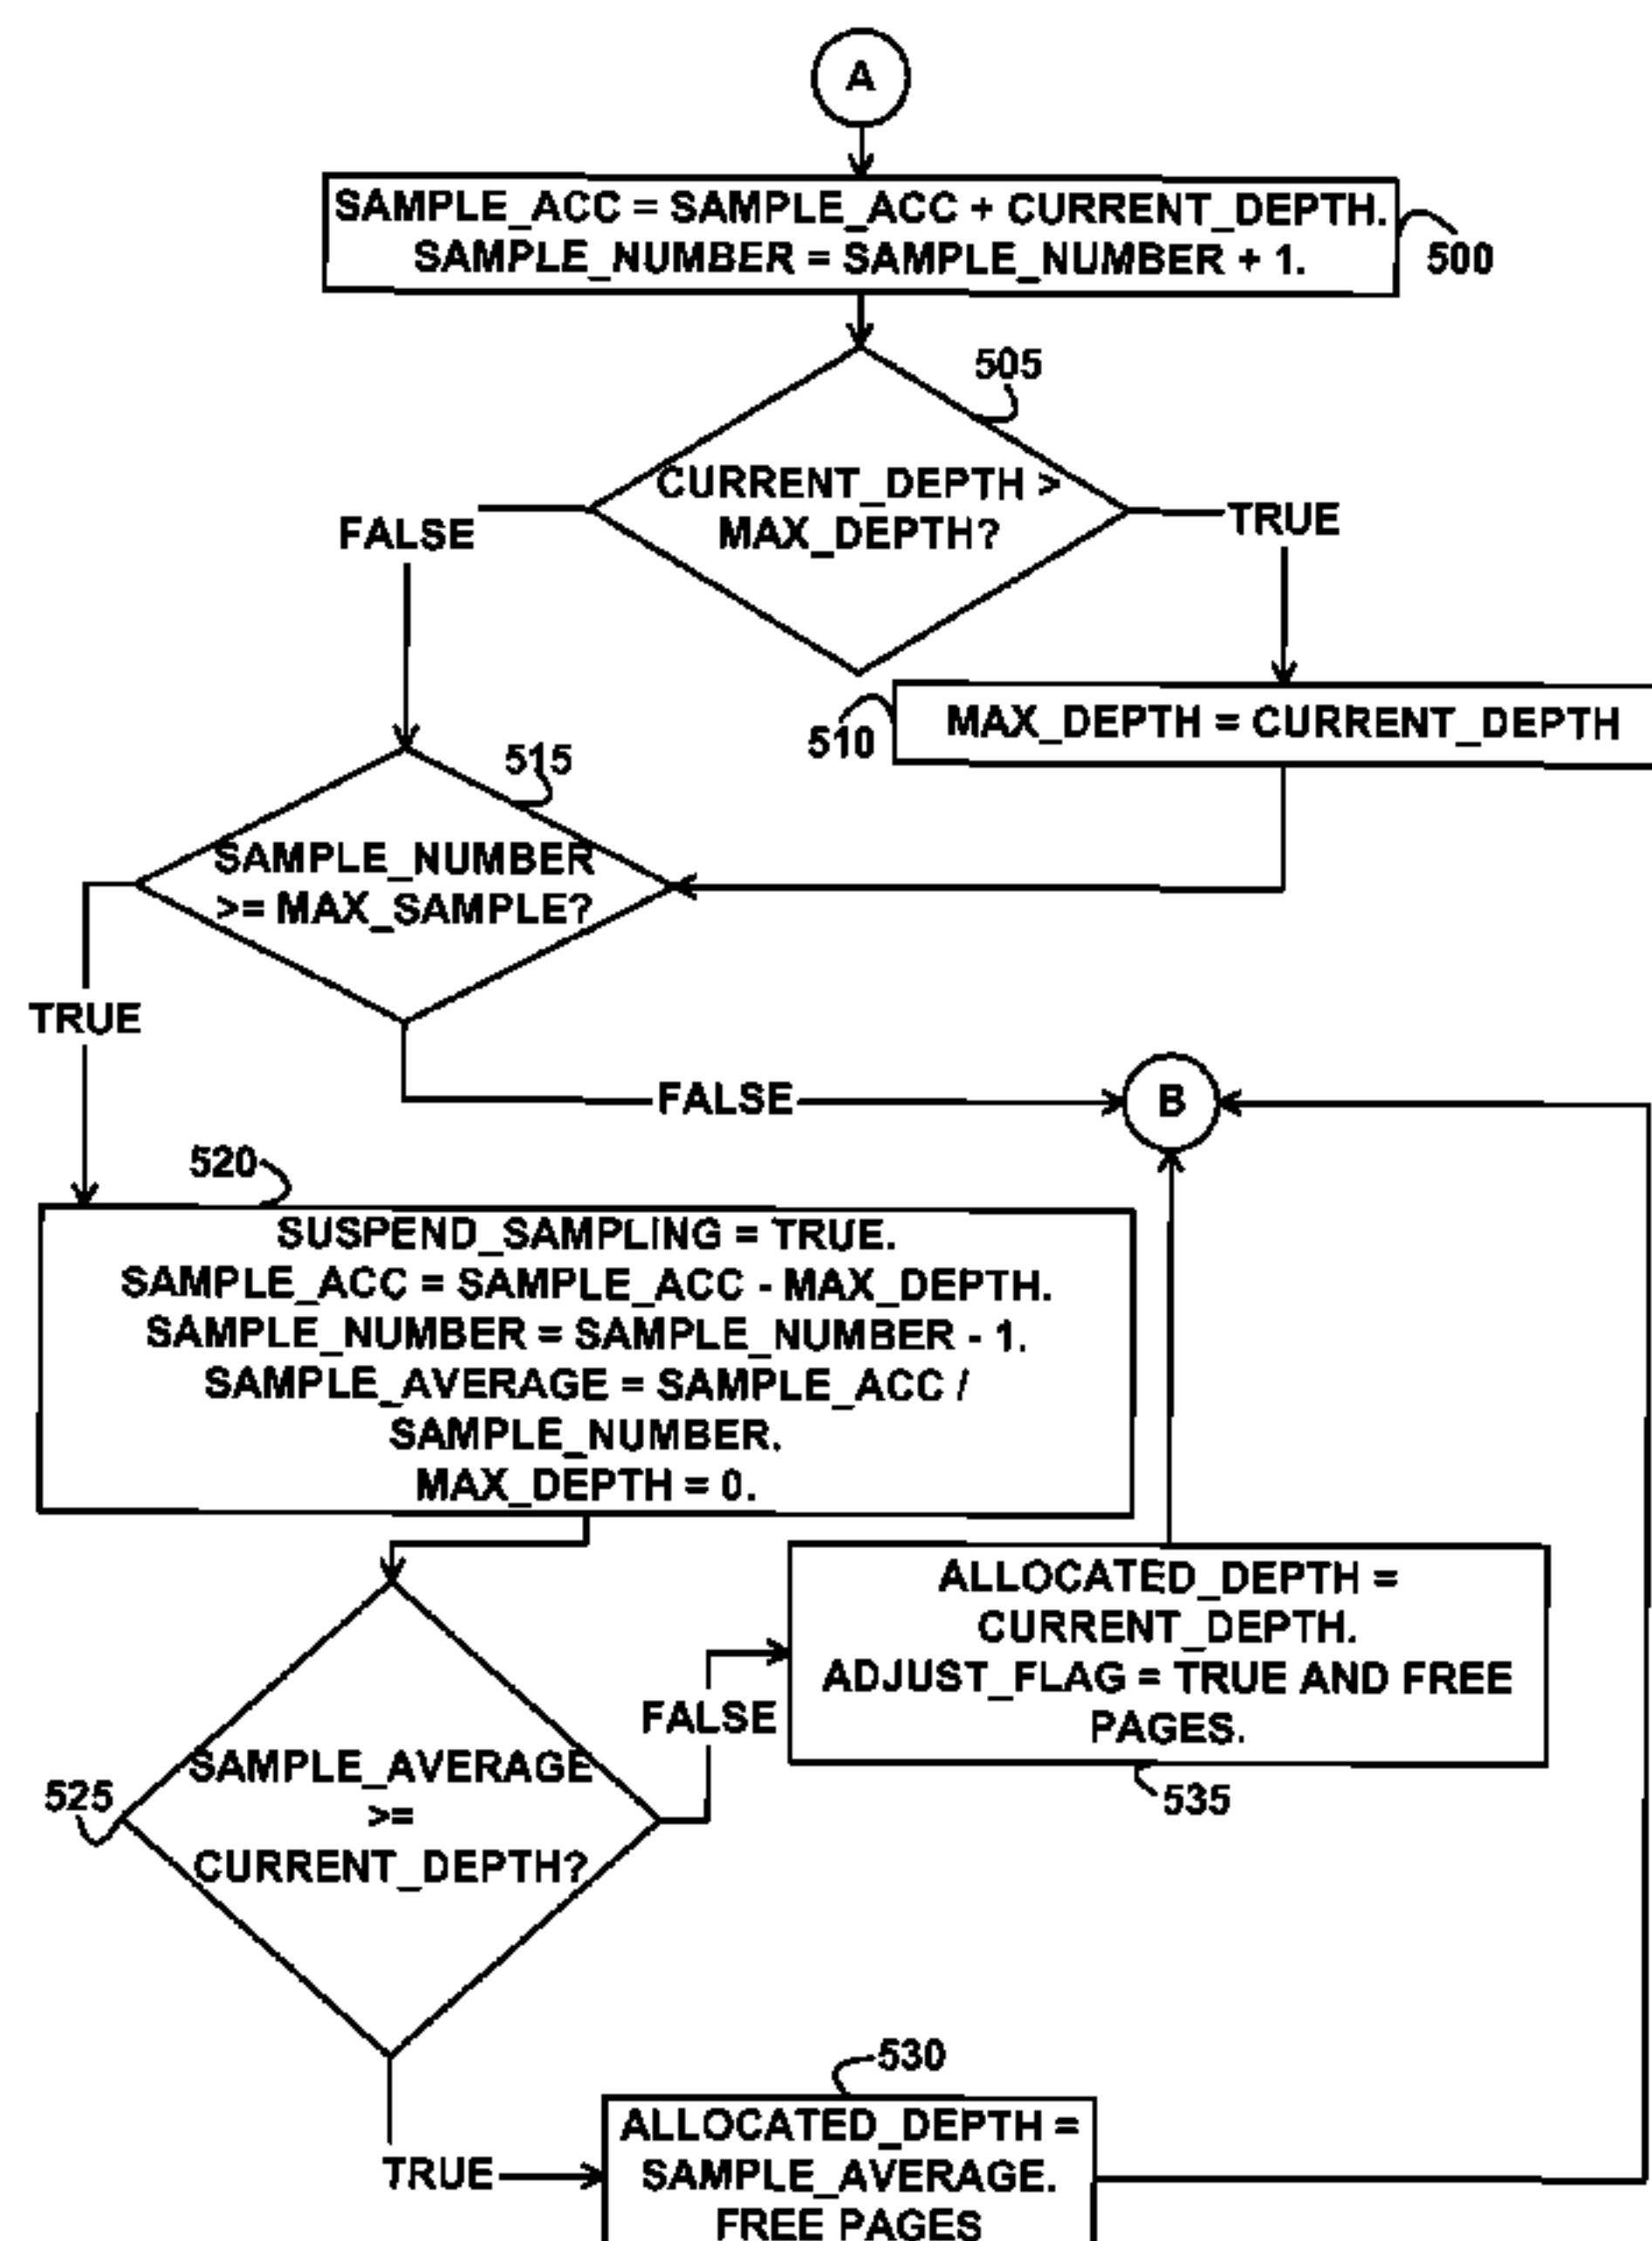 A
SAMPLE_ACC = SAMPLE_ACC + CURRENT_DEPTH.
SAMPLE_NUMBER = SAMPLE_NUMBER + 1.
500
505
CURRENT_DEPTH >
MAX_DEPTH?
FALSE
TRUE
510
MAX_DEPTH = CURRENT_DEPTH
515
SAMPLE_NUMBER
>= MAX_SAMPLE?
TRUE
FALSE
B
520
SUSPEND_SAMPLING = TRUE.
SAMPLE_ACC = SAMPLE_ACC - MAX_DEPTH.
SAMPLE_NUMBER = SAMPLE_NUMBER - 1.
SAMPLE_AVERAGE = SAMPLE_ACC /
SAMPLE_NUMBER.
MAX_DEPTH = 0.
ALLOCATED_DEPTH =
CURRENT_DEPTH.
ADJUST_FLAG = TRUE AND FREE
PAGES.
535
FALSE
525
SAMPLE_AVERAGE
>=
CURRENT_DEPTH?
530
TRUE
ALLOCATED_DEPTH =
SAMPLE_AVERAGE.
FREE PAGES